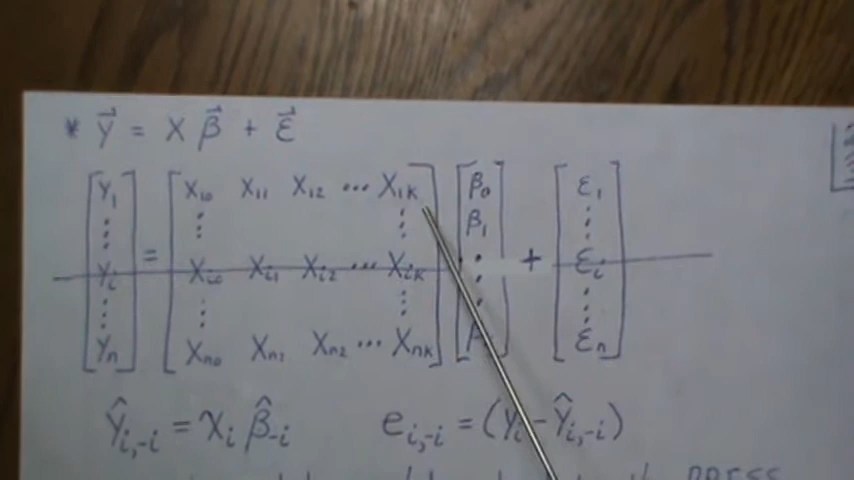 * Y⃗ = X β⃗ + ε⃗
[Y₁ ⋮ Yᵢ ⋮ Yₙ] = [X₁₀ X₁₁ X₁₂ ⋯ X₁ₖ ⋮ ⋮ Xᵢ₀ Xᵢ₁ Xᵢ₂ ⋯ Xᵢₖ ⋮ ⋮ Xₙ₀ Xₙ₁ Xₙ₂ ⋯ Xₙₖ] [β₀ β₁ ⋮ β] + [ε₁ ⋮ εᵢ ⋮ εₙ]
Ŷᵢ,₋ᵢ = xᵢ β̂₋ᵢ eᵢ,₋ᵢ = (Yᵢ - Ŷᵢ,₋ᵢ)
PRESS